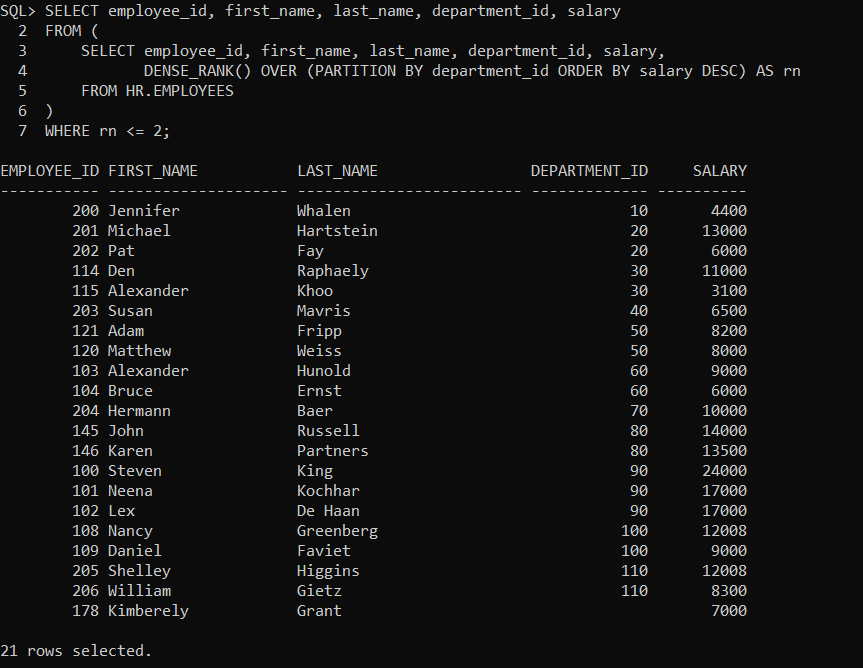 SQL> SELECT employee_id, first_name, last_name, department_id, salary
  2  FROM (
  3      SELECT employee_id, first_name, last_name, department_id, salary,
  4             DENSE_RANK() OVER (PARTITION BY department_id ORDER BY salary DESC) AS rn
  5      FROM HR.EMPLOYEES
  6  )
  7  WHERE rn <= 2;

EMPLOYEE_ID FIRST_NAME           LAST_NAME                 DEPARTMENT_ID     SALARY
----------- -------------------- ------------------------- ------------- ----------
        200 Jennifer             Whalen                               10       4400
        201 Michael              Hartstein                            20      13000
        202 Pat                  Fay                                  20       6000
        114 Den                  Raphaely                             30      11000
        115 Alexander            Khoo                                 30       3100
        203 Susan                Mavris                               40       6500
        121 Adam                 Fripp                                50       8200
        120 Matthew              Weiss                                50       8000
        103 Alexander            Hunold                               60       9000
        104 Bruce                Ernst                                60       6000
        204 Hermann              Baer                                 70      10000
        145 John                 Russell                              80      14000
        146 Karen                Partners                             80      13500
        100 Steven               King                                 90      24000
        101 Neena                Kochhar                              90      17000
        102 Lex                  De Haan                              90      17000
        108 Nancy                Greenberg                           100      12008
        109 Daniel               Faviet                              100       9000
        205 Shelley              Higgins                             110      12008
        206 William              Gietz                               110       8300
        178 Kimberely            Grant                                         7000

21 rows selected.